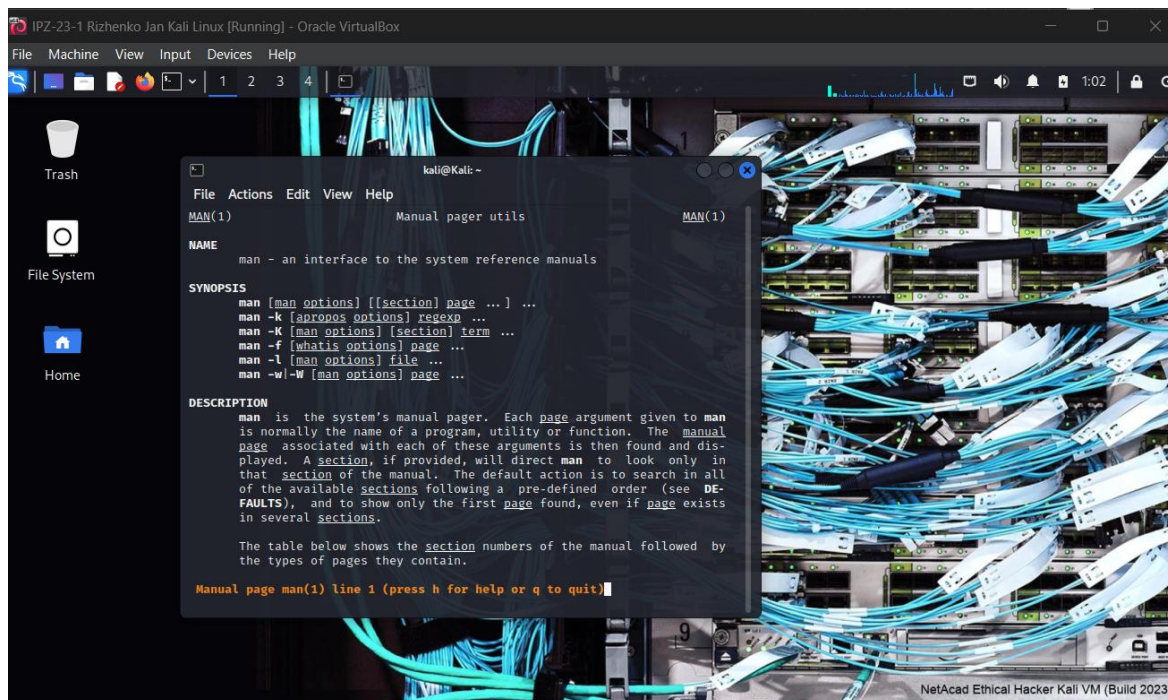 IPZ-23-1 Rizhenko Jan Kali Linux [Running] - Oracle VirtualBox
File Machine View Input Devices Help
1 2 3 4
1:02
Trash
File System
Home
kali@Kali: ~
File Actions Edit View Help
MAN(1) Manual pager utils MAN(1)
NAME
man - an interface to the system reference manuals
SYNOPSIS
man [man options] [[section] page ...] ...
man -k [apropos options] regexp ...
man -K [man options] [section] term ...
man -f [whatis options] page ...
man -l [man options] file ...
man -w|-W [man options] page ...
DESCRIPTION
man is the system's manual pager. Each page argument given to man
is normally the name of a program, utility or function. The manual
page associated with each of these arguments is then found and dis-
played. A section, if provided, will direct man to look only in
that section of the manual. The default action is to search in all
of the available sections following a pre-defined order (see DE-
FAULTS), and to show only the first page found, even if page exists
in several sections.
The table below shows the section numbers of the manual followed by
the types of pages they contain.
Manual page man(1) line 1 (press h for help or q to quit)
9
NetAcad Ethical Hacker Kali VM (Build 2023